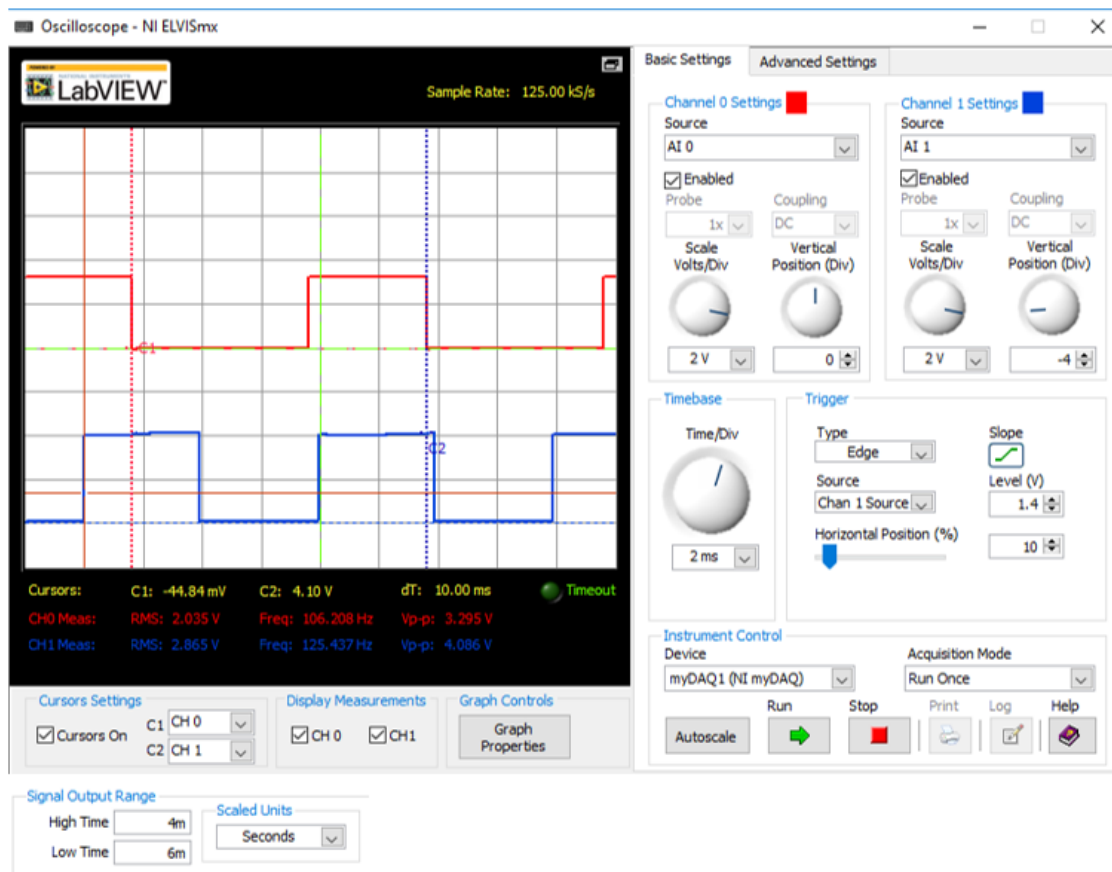 Oscilloscope - NI ELVISmx
POWERED BY
NATIONAL INSTRUMENTS
LabVIEW
Sample Rate: 125.00 kS/s
C1
C2
Cursors: C1: -44.84 mV C2: 4.10 V dT: 10.00 ms Timeout
CH0 Meas: RMS: 2.035 V Freq: 106.208 Hz Vp-p: 3.295 V
CH1 Meas: RMS: 2.865 V Freq: 125.437 Hz Vp-p: 4.086 V
Cursors Settings
Cursors On
C1 CH 0
C2 CH 1
Display Measurements
CH 0 CH1
Graph Controls
Graph
Properties
Basic Settings Advanced Settings
Channel 0 Settings
Source
AI 0
Enabled
Probe Coupling
1x DC
Scale Vertical
Volts/Div Position (Div)
2 V 0
Channel 1 Settings
Source
AI 1
Enabled
Probe Coupling
1x DC
Scale Vertical
Volts/Div Position (Div)
2 V -4
Timebase
Time/Div
2 ms
Trigger
Type Slope
Edge
Source Level (V)
Chan 1 Source 1.4
Horizontal Position (%)
10
Instrument Control
Device Acquisition Mode
myDAQ1 (NI myDAQ) Run Once
Run Stop Print Log Help
Autoscale
Signal Output Range
High Time 4m
Low Time 6m
Scaled Units
Seconds